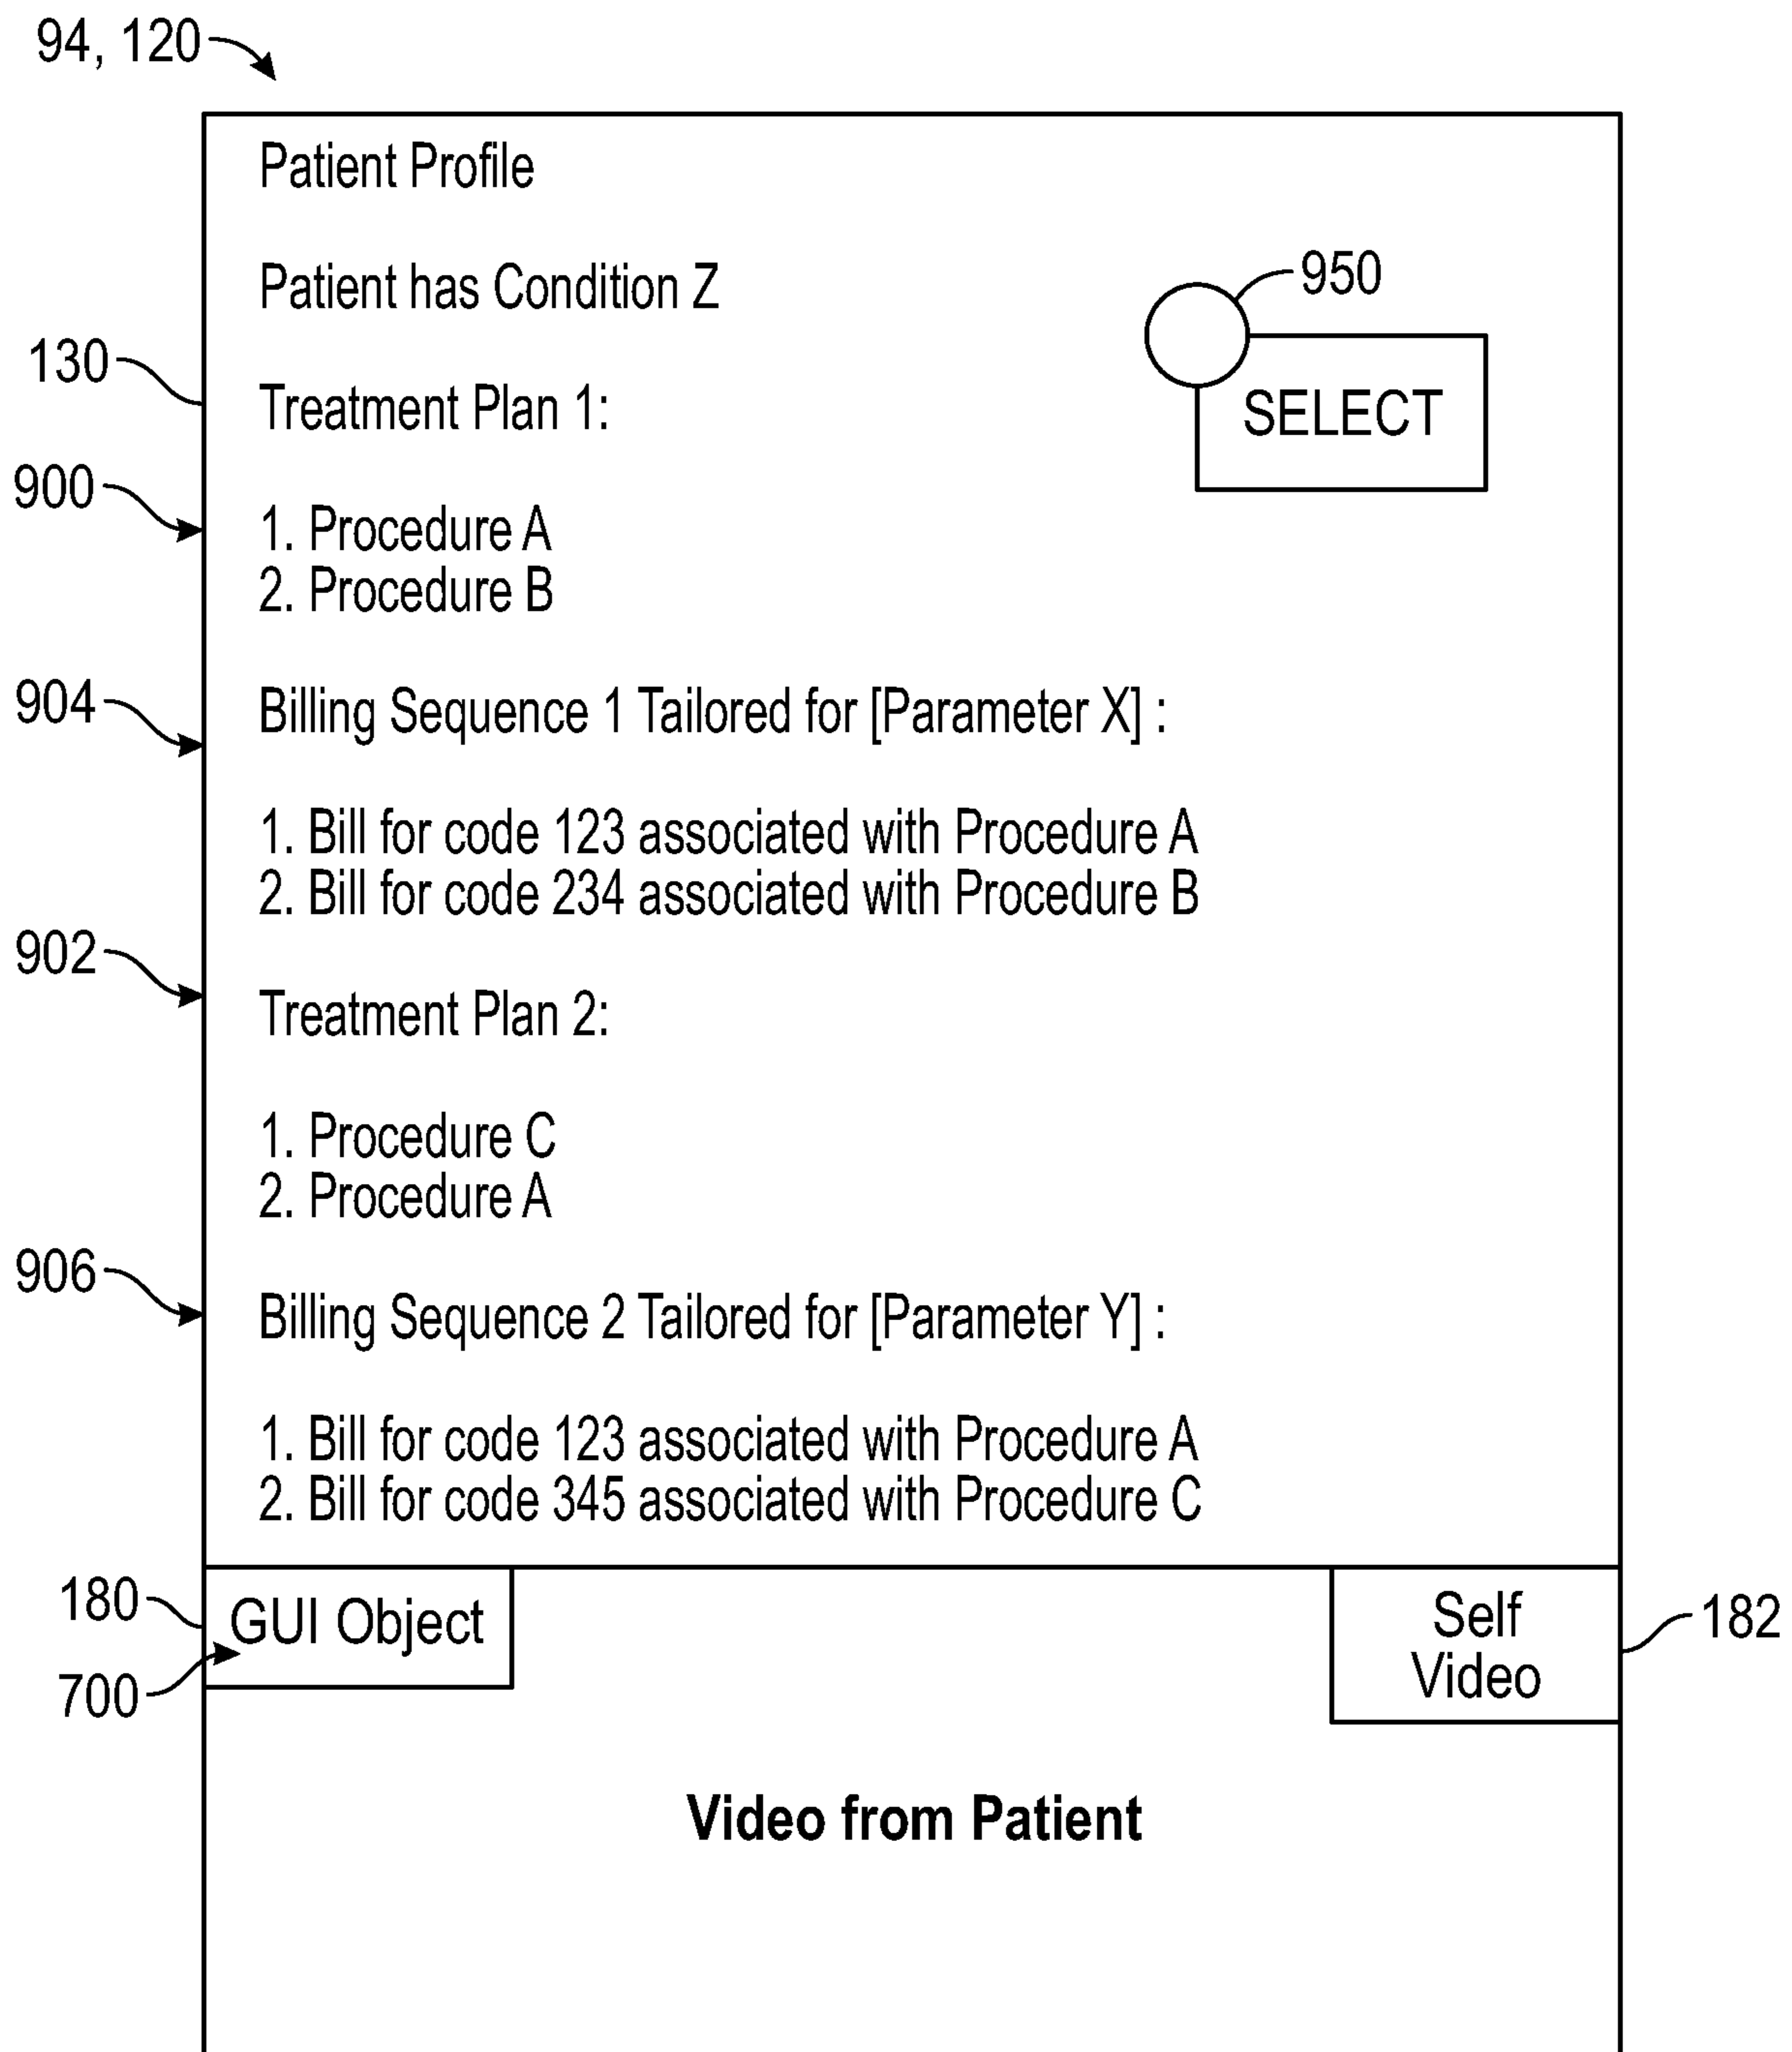 94, 120
Patient Profile
Patient has Condition Z
950
130
Treatment Plan 1:
SELECT
900
1. Procedure A
2. Procedure B
904
Billing Sequence 1 Tailored for [Parameter X] :
1. Bill for code 123 associated with Procedure A
2. Bill for code 234 associated with Procedure B
902
Treatment Plan 2:
1. Procedure C
2. Procedure A
906
Billing Sequence 2 Tailored for [Parameter Y] :
1. Bill for code 123 associated with Procedure A
2. Bill for code 345 associated with Procedure C
180
GUI Object
700
Self
Video
182
Video from Patient